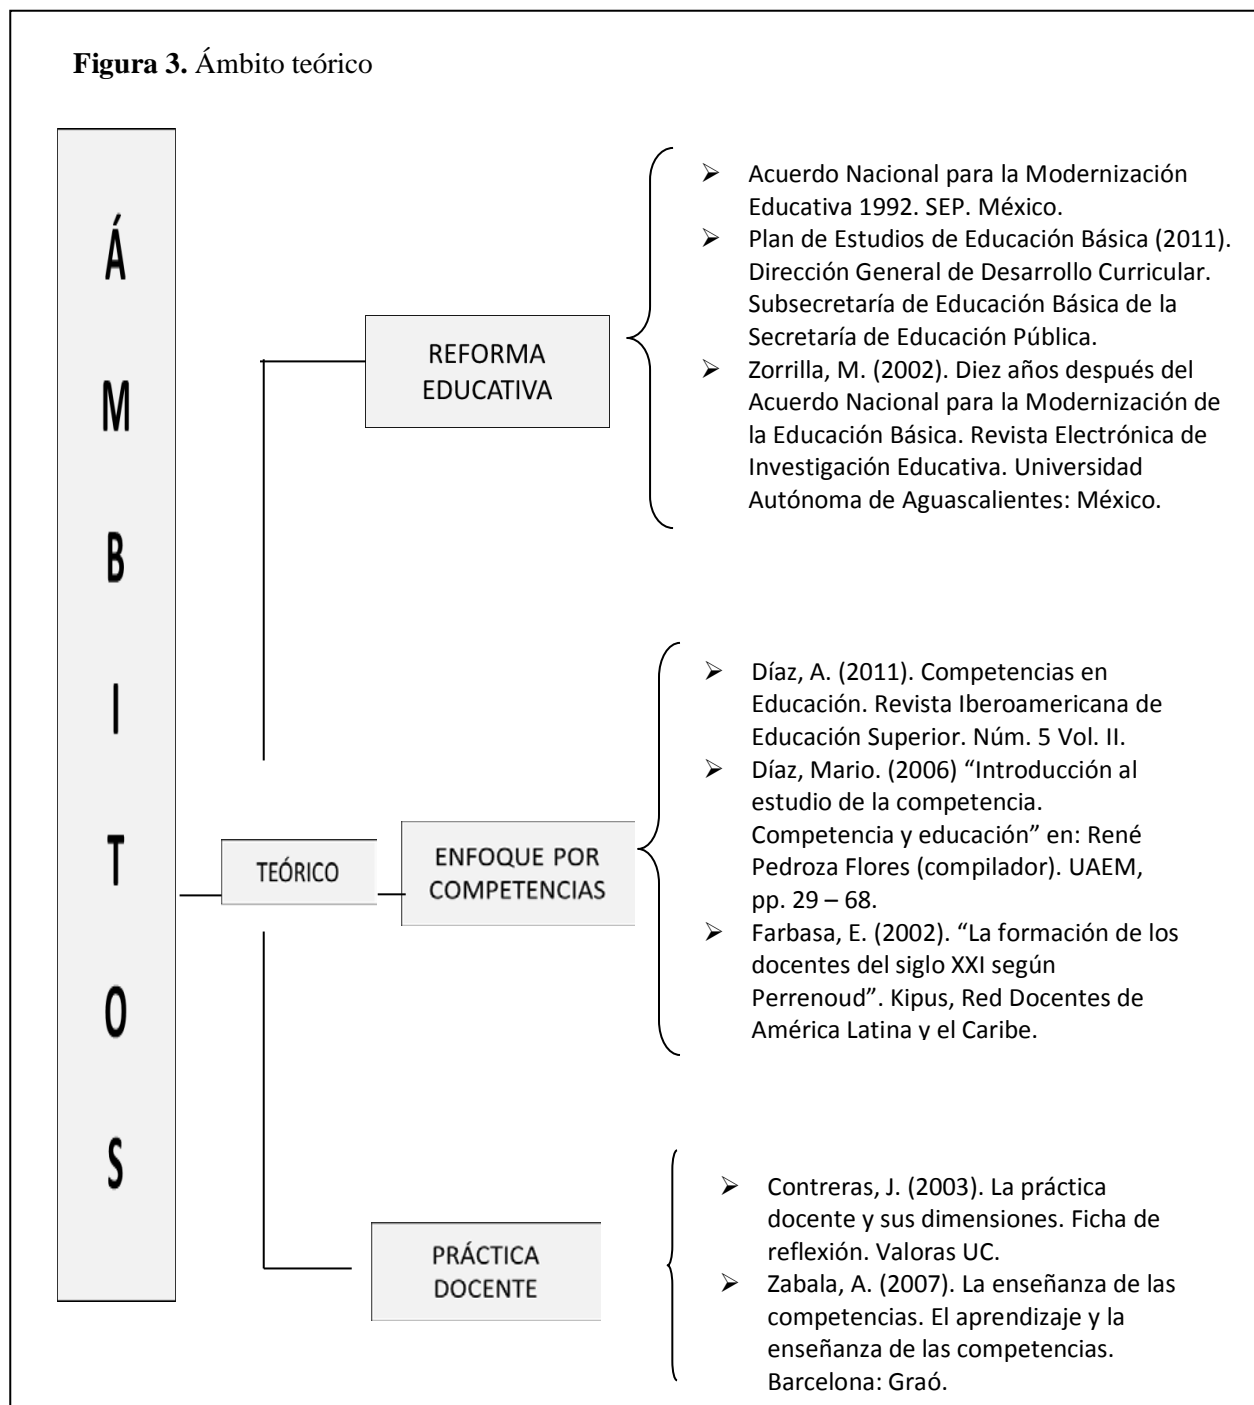 Figura 3. Ámbito teórico
Á
M
B
I
T
O
S
TEÓRICO
REFORMA
EDUCATIVA
➢ Acuerdo Nacional para la Modernización
Educativa 1992. SEP. México.
➢ Plan de Estudios de Educación Básica (2011).
Dirección General de Desarrollo Curricular.
Subsecretaría de Educación Básica de la
Secretaría de Educación Pública.
➢ Zorrilla, M. (2002). Diez años después del
Acuerdo Nacional para la Modernización de
la Educación Básica. Revista Electrónica de
Investigación Educativa. Universidad
Autónoma de Aguascalientes: México.
ENFOQUE POR
COMPETENCIAS
➢ Díaz, A. (2011). Competencias en
Educación. Revista Iberoamericana de
Educación Superior. Núm. 5 Vol. II.
➢ Díaz, Mario. (2006) “Introducción al
estudio de la competencia.
Competencia y educación” en: René
Pedroza Flores (compilador). UAEM,
pp. 29 – 68.
➢ Farbasa, E. (2002). “La formación de los
docentes del siglo XXI según
Perrenoud”. Kipus, Red Docentes de
América Latina y el Caribe.
PRÁCTICA
DOCENTE
➢ Contreras, J. (2003). La práctica
docente y sus dimensiones. Ficha de
reflexión. Valoras UC.
➢ Zabala, A. (2007). La enseñanza de las
competencias. El aprendizaje y la
enseñanza de las competencias.
Barcelona: Graó.